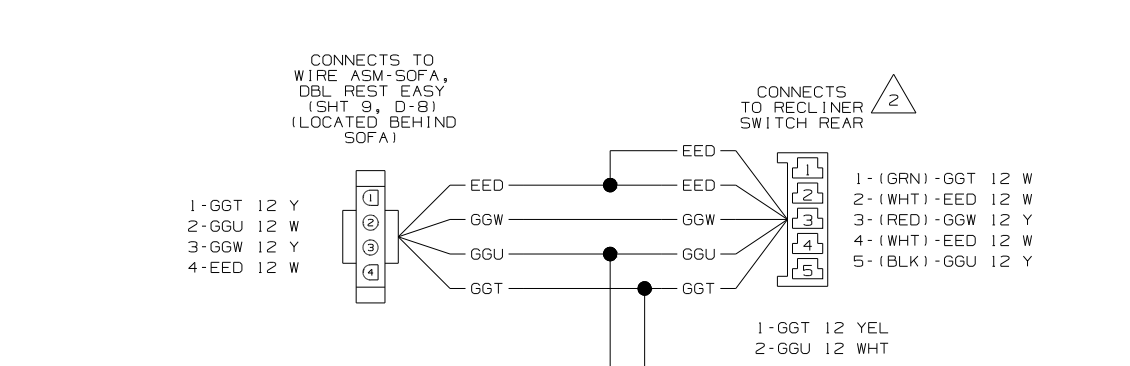 CONNECTS TO
WIRE ASM-SOFA,
DBL REST EASY
(SHT 9, D-8)
(LOCATED BEHIND
SOFA)
CONNECTS
TO RECLINER
SWITCH REAR
2
EED
EED
EED
GGW
GGW
GGU
GGU
GGT
GGT
1-GGT 12 Y
2-GGU 12 W
3-GGW 12 Y
4-EED 12 W
1
2
3
4
1
2
3
4
5
1-(GRN)-GGT 12 W
2-(WHT)-EED 12 W
3-(RED)-GGW 12 Y
4-(WHT)-EED 12 W
5-(BLK)-GGU 12 Y
1-GGT 12 YEL
2-GGU 12 WHT